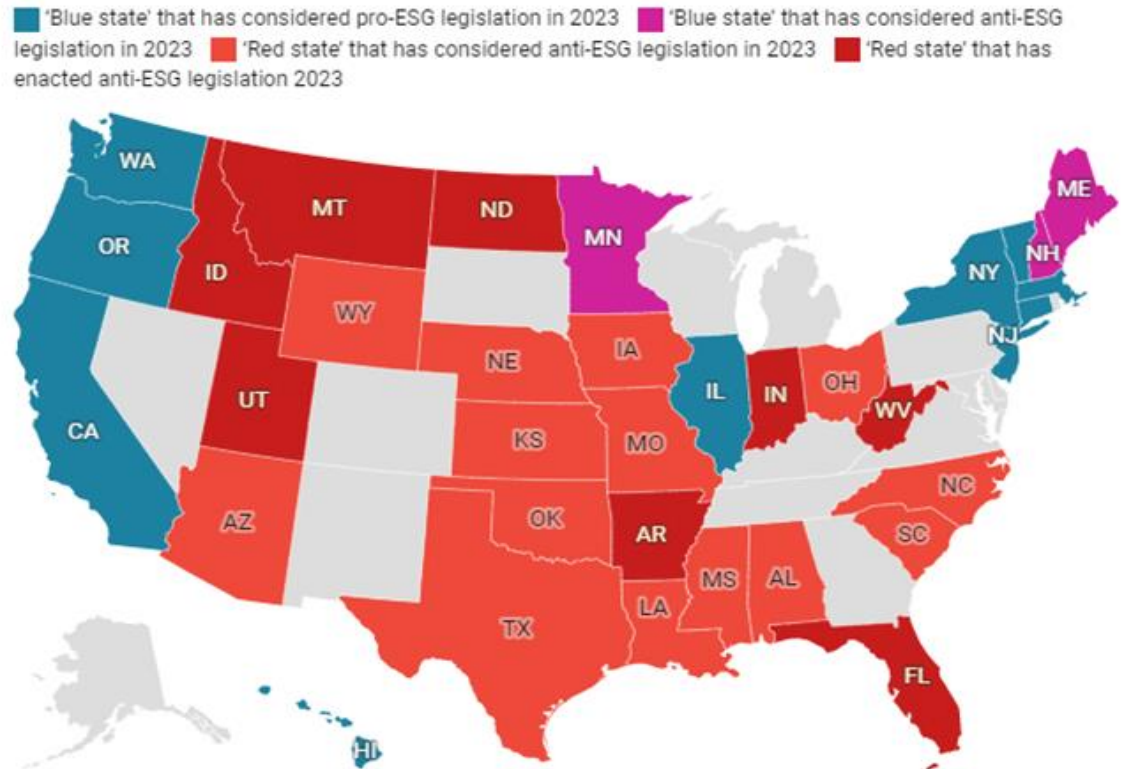 ‘Blue state’ that has considered pro-ESG legislation in 2023 ‘Blue state’ that has considered anti-ESG
legislation in 2023 ‘Red state’ that has considered anti-ESG legislation in 2023 ‘Red state’ that has
enacted anti-ESG legislation 2023
WA
ME
MT
ND
MN
OR
NH
ID
NY
WY
NJ
IA
NE
OH
IL
IN
UT
WV
CA
KS
MO
NC
AZ
OK
AR
SC
MS
AL
LA
TX
FL
HI